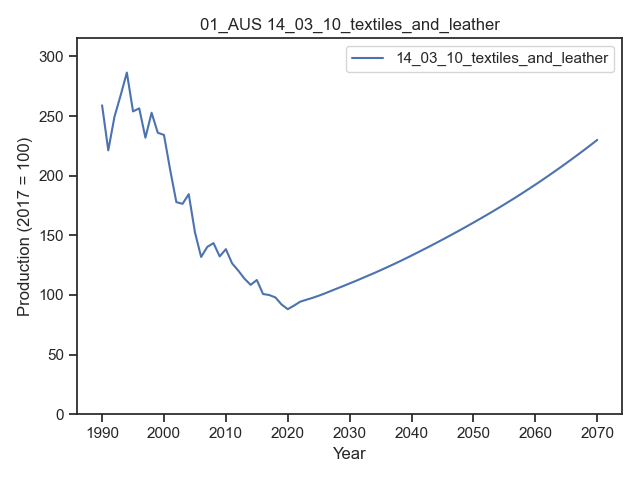 01_AUS 14_03_10_textiles_and_leather
14_03_10_textiles_and_leather
300
250
200
150
100
50
0
Production (2017 = 100)
1990 2000 2010 2020 2030 2040 2050 2060 2070
Year